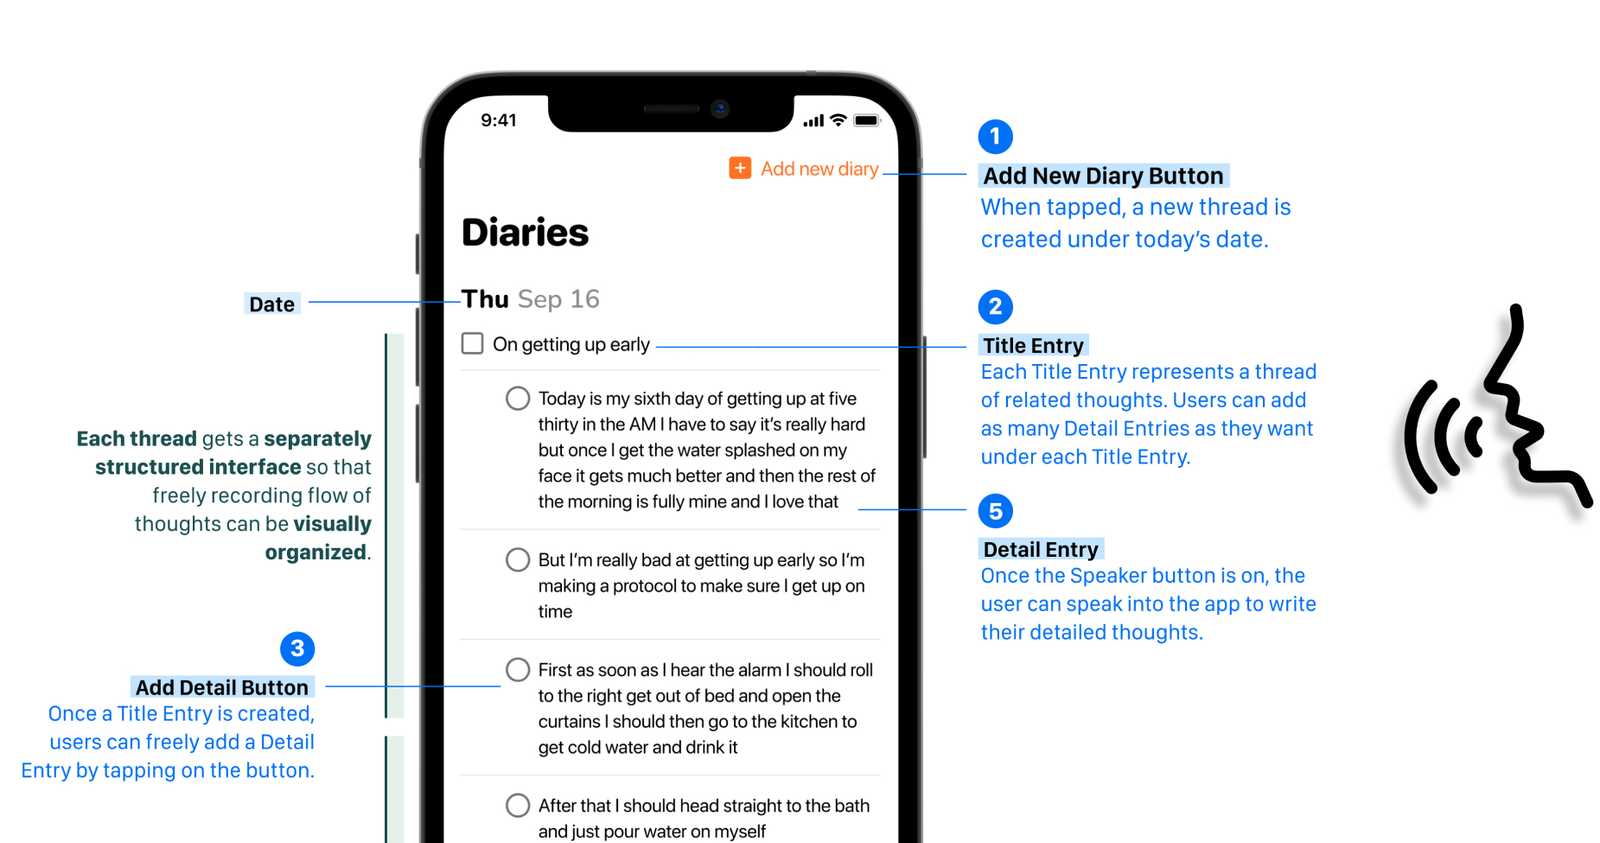 9:41
Add new diary
Diaries
Thu Sep 16
On getting up early
Today is my sixth day of getting up at five
thirty in the AM I have to say it's really hard
but once I get the water splashed on my
face it gets much better and then the rest of
the morning is fully mine and I love that
But I'm really bad at getting up early so I'm
making a protocol to make sure I get up on
time
First as soon as I hear the alarm I should roll
to the right get out of bed and open the
curtains I should then go to the kitchen to
get cold water and drink it
After that I should head straight to the bath
and just pour water on myself
Date
Each thread gets a separately
structured interface so that
freely recording flow of
thoughts can be visually
organized.
3
Add Detail Button
Once a Title Entry is created,
users can freely add a Detail
Entry by tapping on the button.
1
Add New Diary Button
When tapped, a new thread is
created under today's date.
2
Title Entry
Each Title Entry represents a thread
of related thoughts. Users can add
as many Detail Entries as they want
under each Title Entry.
5
Detail Entry
Once the Speaker button is on, the
user can speak into the app to write
their detailed thoughts.